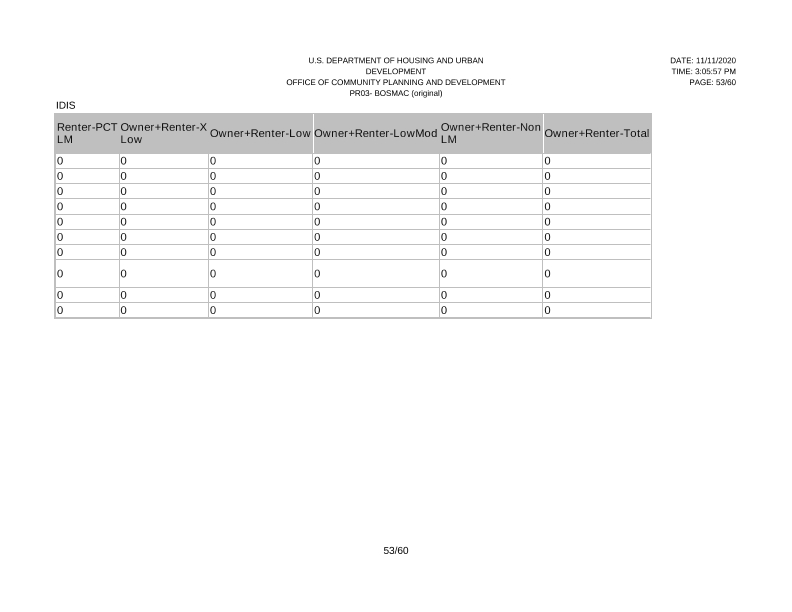 U.S. DEPARTMENT OF HOUSING AND URBAN
DEVELOPMENT
OFFICE OF COMMUNITY PLANNING AND DEVELOPMENT
PR03- BOSMAC (original)
DATE: 11/11/2020
TIME: 3:05:57 PM
PAGE: 53/60
IDIS
Renter-PCT LM Owner+Renter-X Low Owner+Renter-Low Owner+Renter-LowMod Owner+Renter-Non LM Owner+Renter-Total
0 0 0 0 0 0
0 0 0 0 0 0
0 0 0 0 0 0
0 0 0 0 0 0
0 0 0 0 0 0
0 0 0 0 0 0
0 0 0 0 0 0
0 0 0 0 0 0
0 0 0 0 0 0
0 0 0 0 0 0
53/60